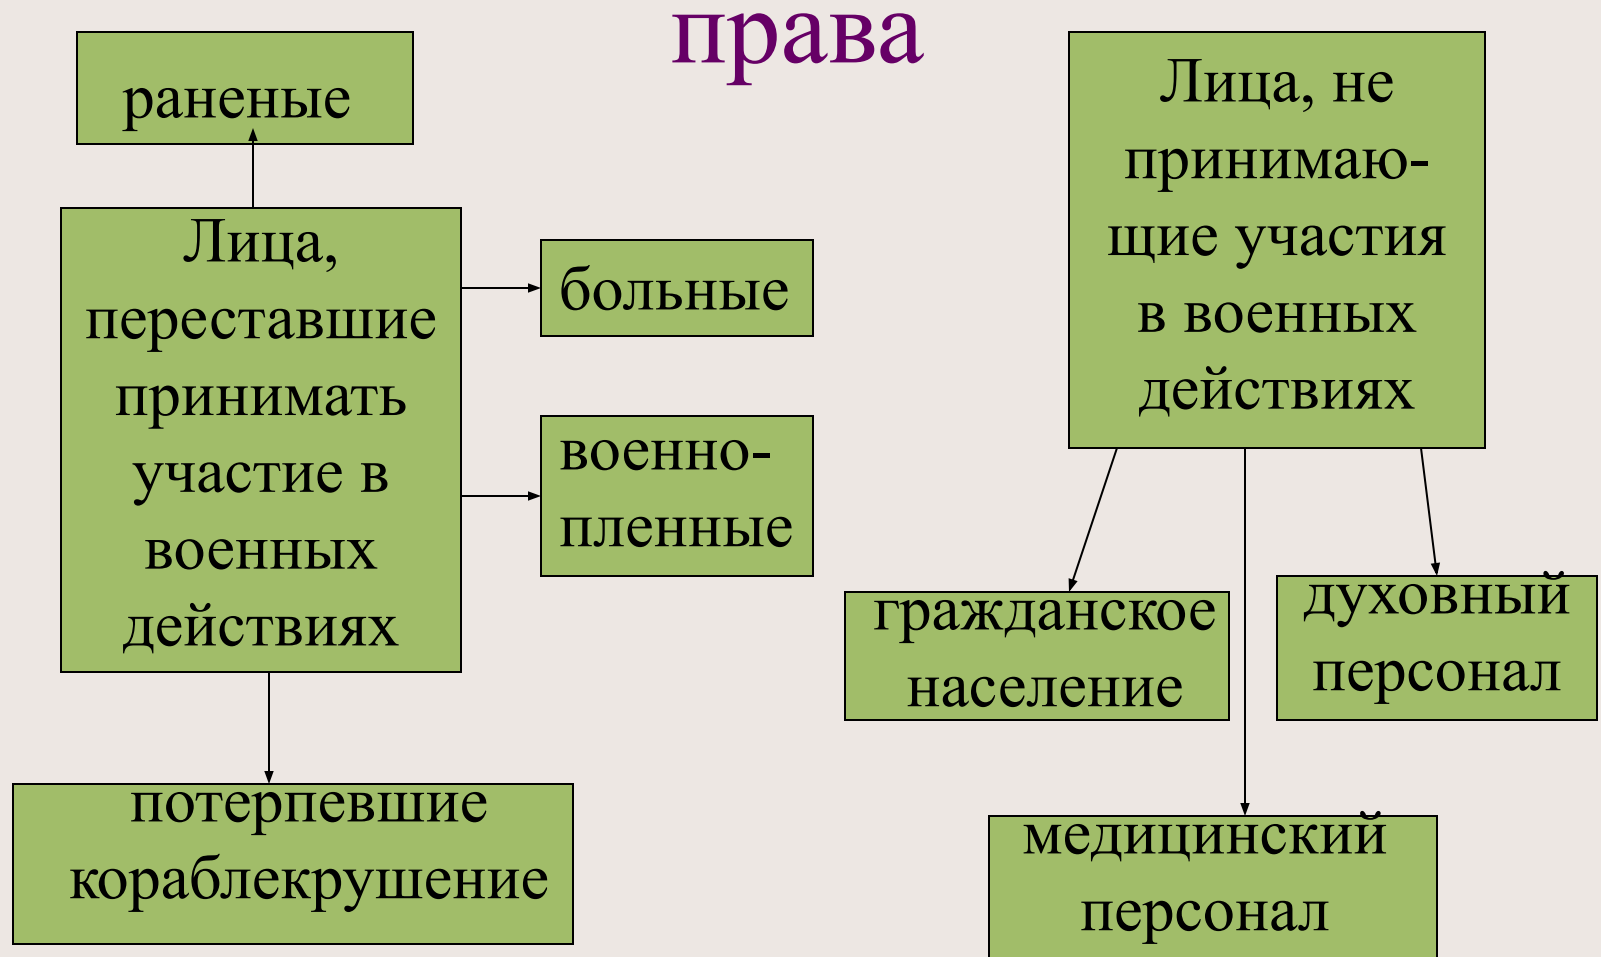 права
раненые
Лица,
переставшие
принимать
участие в
военных
действиях
больные
военно-
пленные
потерпевшие
кораблекрушение
Лица, не
принимаю-
щие участия
в военных
действиях
гражданское
население
духовный
персонал
медицинский
персонал